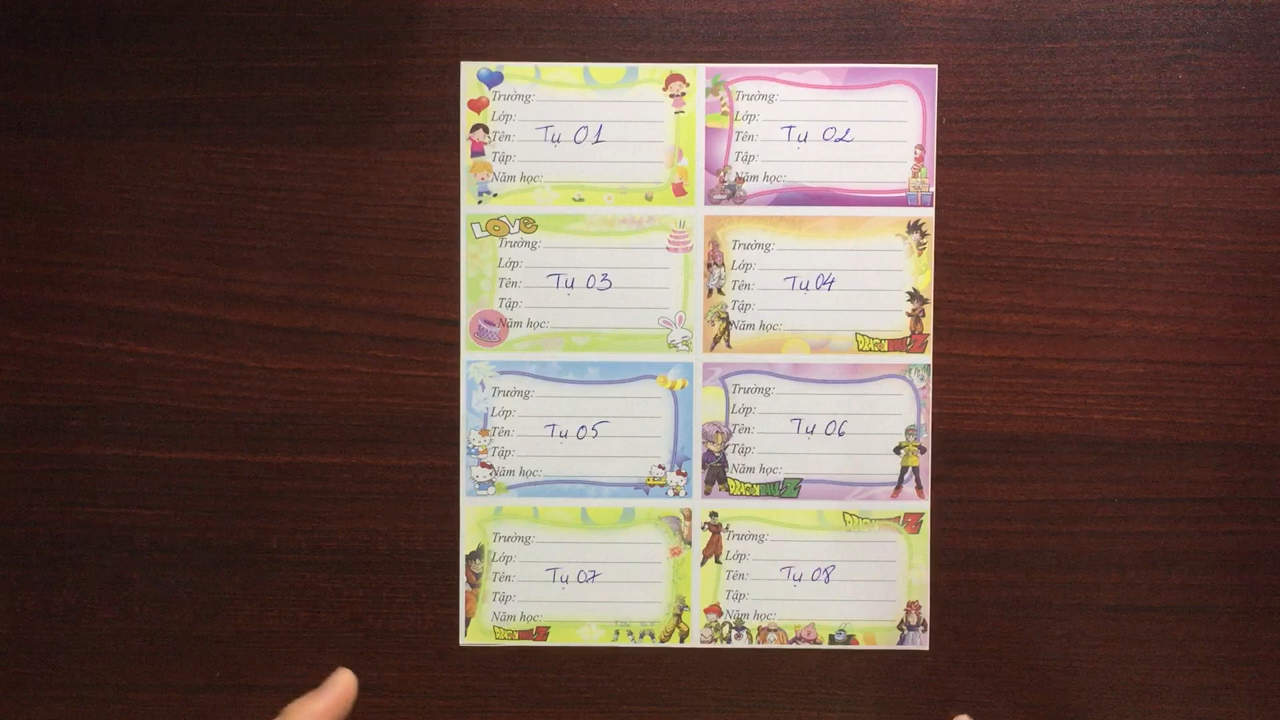 Trường:
Lớp:
Tên: Tụ 01
Tập:
Năm học:
Trường:
Lớp:
Tên: Tụ 02
Tập:
Năm học:
LOVE
Trường:
Lớp:
Tên: Tụ 03
Tập:
Năm học:
Trường:
Lớp:
Tên: Tụ 04
Tập:
Năm học:
DRAGON BALL Z
Trường:
Lớp:
Tên: Tụ 05
Tập:
Năm học:
Trường:
Lớp:
Tên: Tụ 06
Tập:
Năm học:
DRAGON BALL Z
Trường:
Lớp:
Tên: Tụ 07
Tập:
Năm học:
DRAGON BALL Z
DRAGON BALL Z
Trường:
Lớp:
Tên: Tụ 08
Tập:
Năm học: